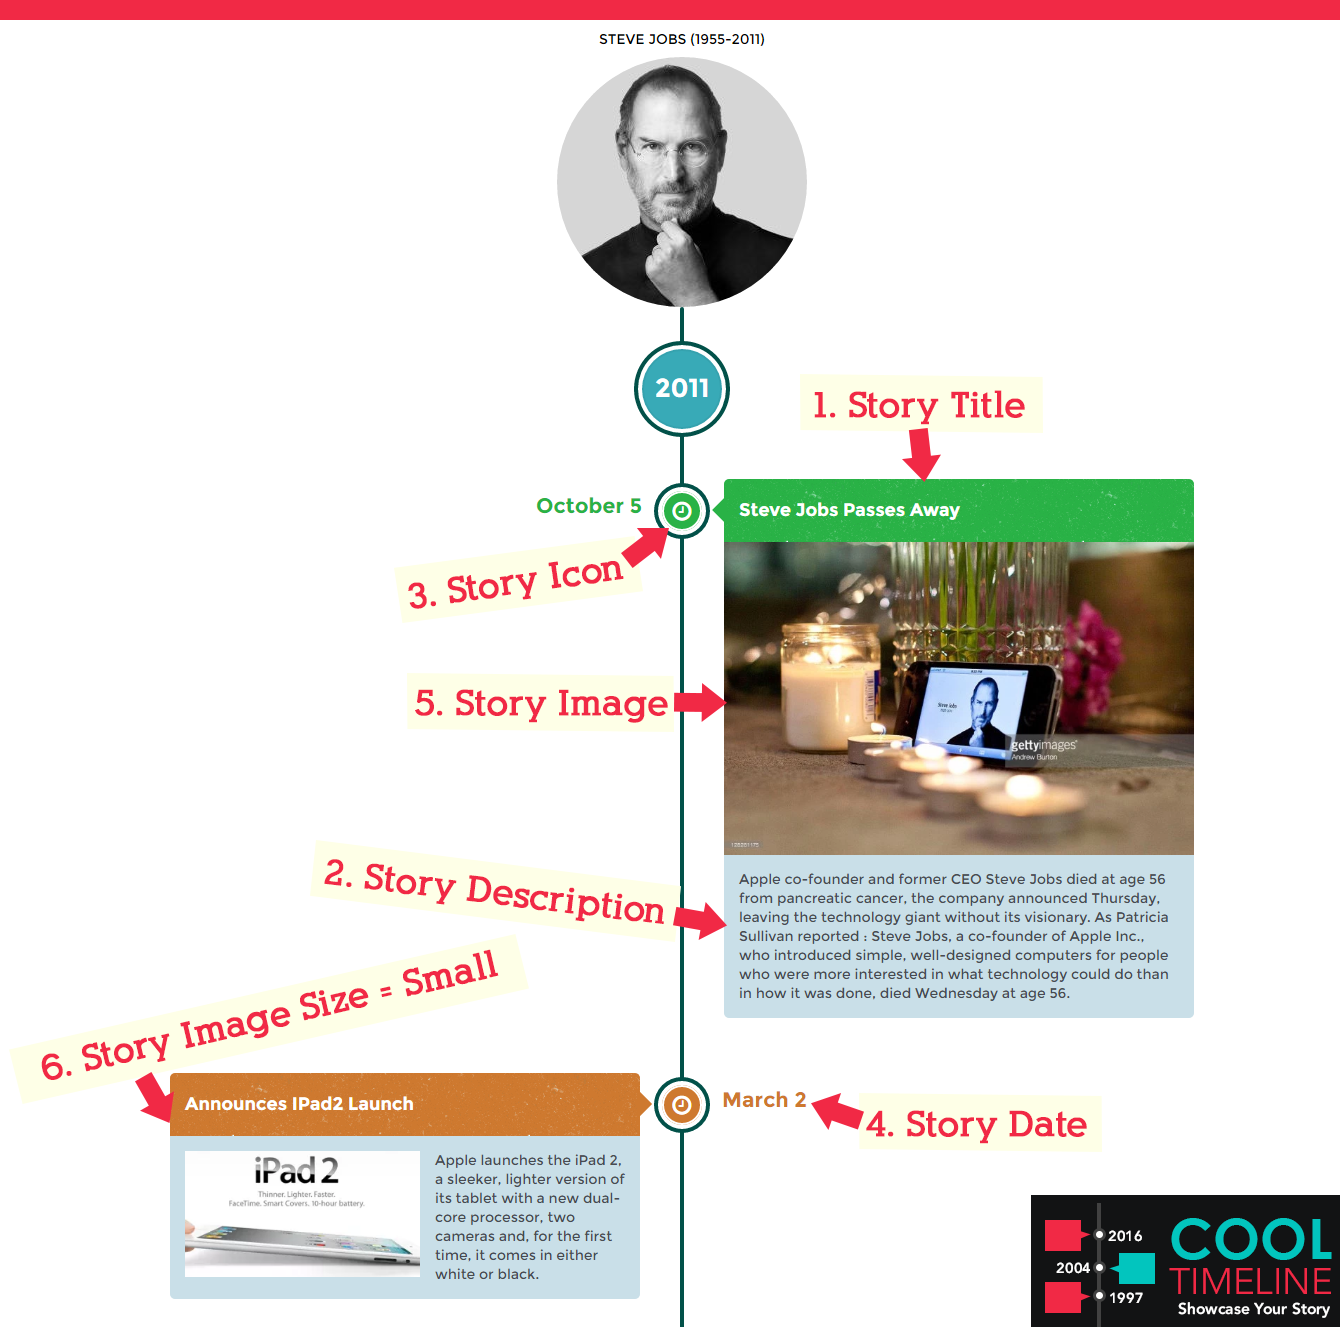 STEVE JOBS (1955-2011)
2011
1. Story Title
October 5
Steve Jobs Passes Away
3. Story Icon
5. Story Image
Steve Jobs
gettyimages®
Andrew Burton
2. Story Description
Apple co-founder and former CEO Steve Jobs died at age 56
from pancreatic cancer, the company announced Thursday,
leaving the technology giant without its visionary. As Patricia
Sullivan reported : Steve Jobs, a co-founder of Apple Inc.,
who introduced simple, well-designed computers for people
who were more interested in what technology could do than
in how it was done, died Wednesday at age 56.
6. Story Image Size = Small
Announces IPad2 Launch
March 2
4. Story Date
iPad 2
Thinner. Lighter. Faster.
FaceTime. Smart Covers. 10-hour battery.
Apple launches the iPad 2,
a sleeker, lighter version of
its tablet with a new dual-
core processor, two
cameras and, for the first
time, it comes in either
white or black.
2016
2004
1997
COOL
TIMELINE
Showcase Your Story